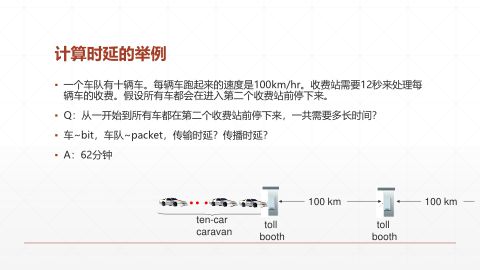 计算时延的举例
一个车队有十辆车。每辆车跑起来的速度是100km/hr。收费站需要12秒来处理每
辆车的收费。假设所有车都会在进入第二个收费站前停下来。
Q：从一开始到所有车都在第二个收费站前停下来，一共需要多长时间？
车~bit，车队~packet，传输时延？传播时延？
A：62分钟
100 km
100 km
ten-car
caravan
toll
booth
toll
booth